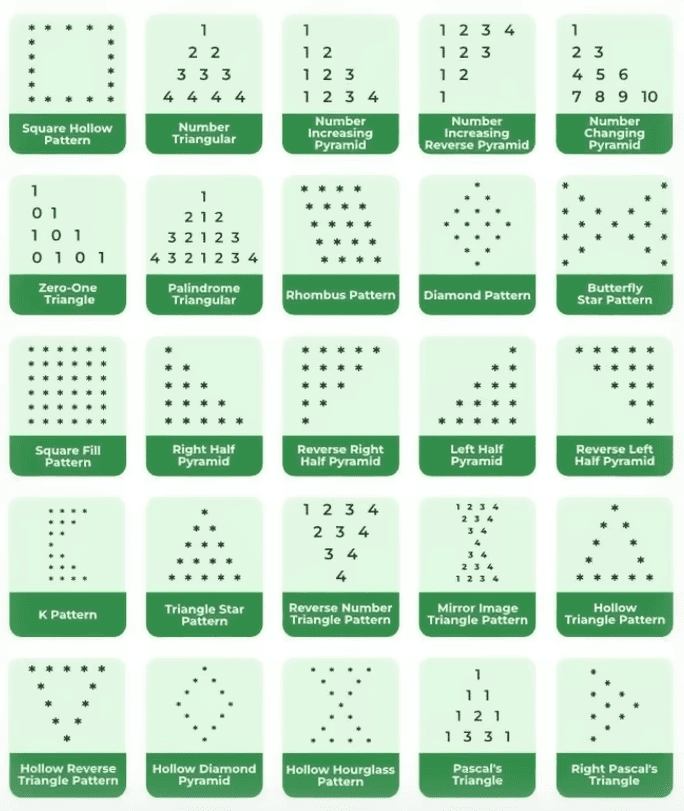 * * * * *
* *
* *
* *
* *
* * * * *
Square Hollow
Pattern
1
2 2
3 3 3
4 4 4 4
Number
Triangular
1
1 2
1 2 3
1 2 3 4
Number
Increasing
Pyramid
1 2 3 4
1 2 3
1 2
1
Number
Increasing
Reverse Pyramid
1
2 3
4 5 6
7 8 9 10
Number
Changing
Pyramid
1
0 1
1 0 1
0 1 0 1
Zero-One
Triangle
1
2 1 2
3 2 1 2 3
4 3 2 1 2 3 4
Palindrome
Triangular
* * * *
* * * *
* * * *
* * * *
* * * *
Rhombus Pattern
*
* *
* * *
* * * *
* * *
* *
*
Diamond Pattern
* *
* *
* * * *
* * *
* * * *
* *
* *
Butterfly
Star Pattern
* * * * * *
* * * * * *
* * * * * *
* * * * * *
* * * * * *
* * * * * *
Square Fill
Pattern
*
* *
* * *
* * * *
* * * * *
Right Half
Pyramid
* * * * *
* * * *
* * *
* *
*
Reverse Right
Half Pyramid
*
* *
* * *
* * * *
* * * * *
Left Half
Pyramid
* * * * *
* * * *
* * *
* *
*
Reverse Left
Half Pyramid
* * * *
* * *
* *
*
* *
* * *
* * * *
K Pattern
*
* *
* * *
* * * *
* * * * *
Triangle Star
Pattern
1 2 3 4
2 3 4
3 4
4
Reverse Number
Triangle Pattern
1 2 3 4
2 3 4
3 4
4
3 4
2 3 4
1 2 3 4
Mirror Image
Triangle Pattern
*
* *
* *
* *
* * * * *
Hollow
Triangle Pattern
* * * * *
* *
* *
* *
*
Hollow Reverse
Triangle Pattern
*
* *
* *
* *
* *
* *
*
Hollow Diamond
Pyramid
* * * *
* *
* *
*
* *
* *
* * * *
Hollow Hourglass
Pattern
1
1 1
1 2 1
1 3 3 1
Pascal's
Triangle
*
*
* *
* *
* *
*
*
Right Pascal's
Triangle